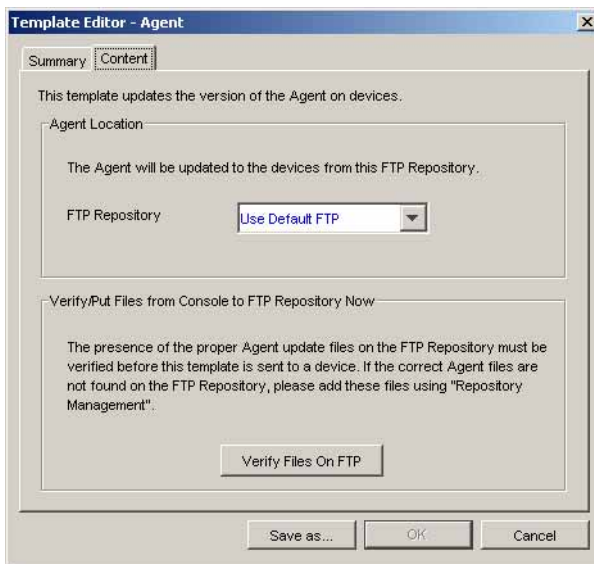 Template Editor - Agent
Summary Content
This template updates the version of the Agent on devices.
Agent Location
The Agent will be updated to the devices from this FTP Repository.
FTP Repository Use Default FTP
Verify/Put Files from Console to FTP Repository Now
The presence of the proper Agent update files on the FTP Repository must be
verified before this template is sent to a device. If the correct Agent files are
not found on the FTP Repository, please add these files using "Repository
Management".
Verify Files On FTP
Save as... OK Cancel